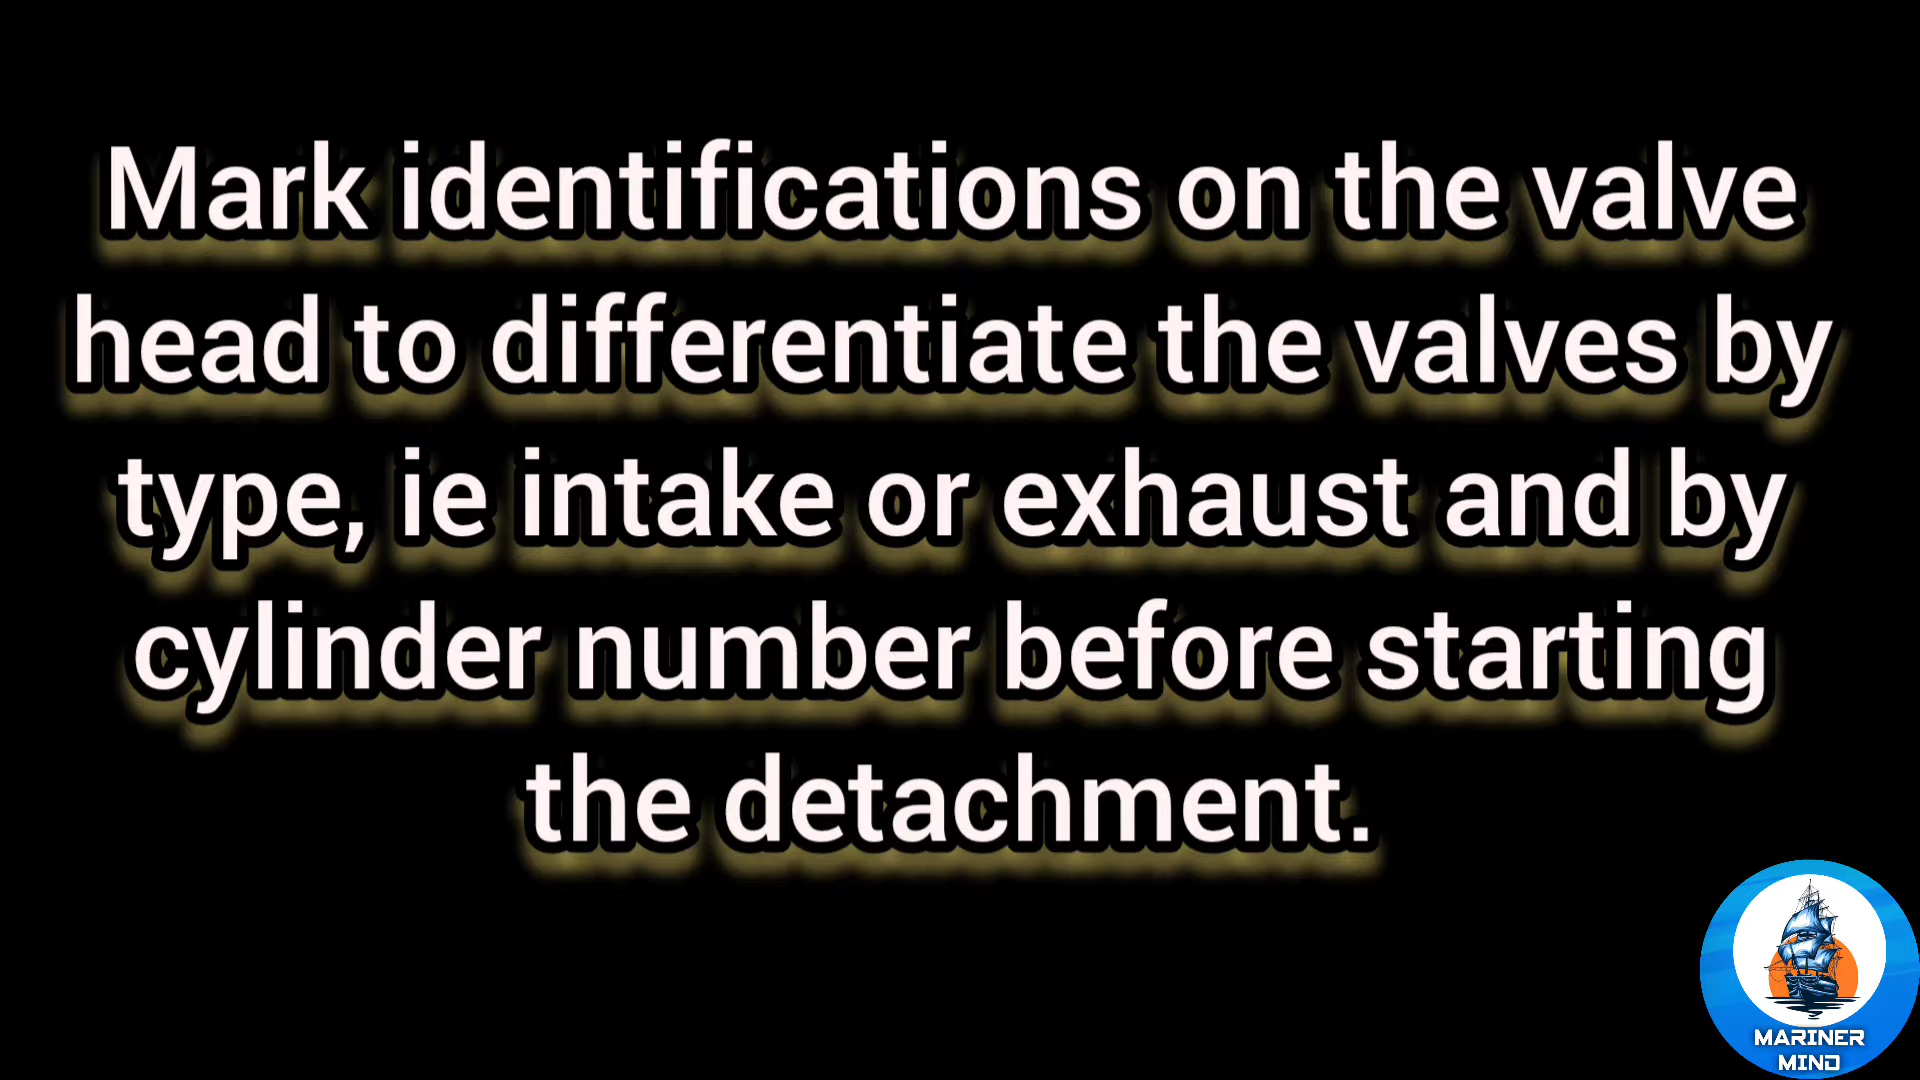 Mark identifications on the valve
head to differentiate the valves by
type, ie intake or exhaust and by
cylinder number before starting
the detachment.
MARINER
MIND